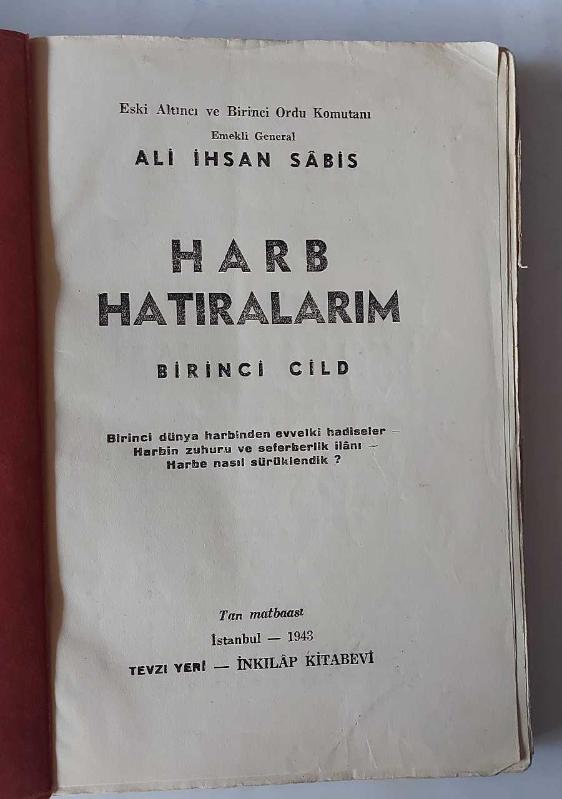 Eski Altıncı ve Birinci Ordu Komutanı
Emekli General
ALİ İHSAN SÂBİS
HARB
HATIRALARIM
BİRİNCİ CİLD
Birinci dünya harbinden evvelki hadiseler —
Harbin zuhuru ve seferberlik ilânı —
Harbe nasıl sürüklendik ?
Tan matbaası
İstanbul — 1943
TEVZI YERİ — İNKILÂP KİTABEVİ